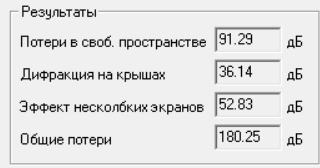 Результаты
Потери в своб. пространстве 91.29 дБ
Дифракция на крышах 36.14 дБ
Эффект несколбких экранов 52.83 дБ
Общие потери 180.25 дБ